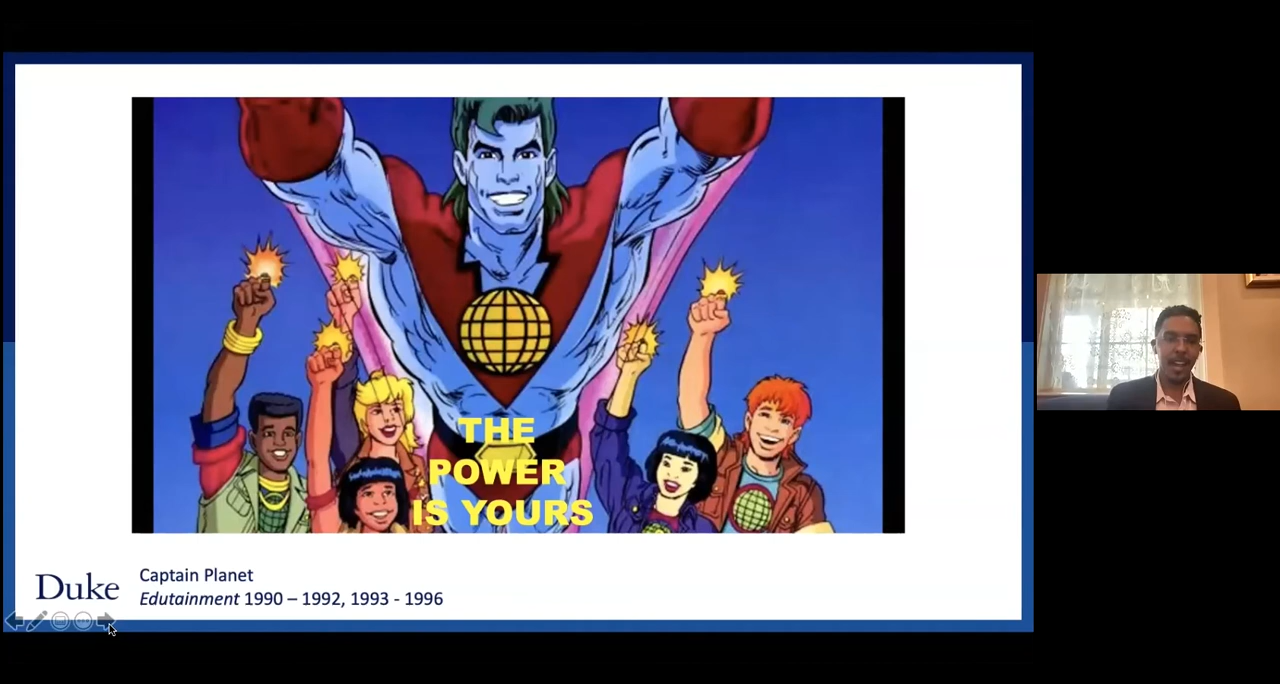 THE
POWER
IS YOURS
Duke
Captain Planet
Edutainment 1990 – 1992, 1993 - 1996